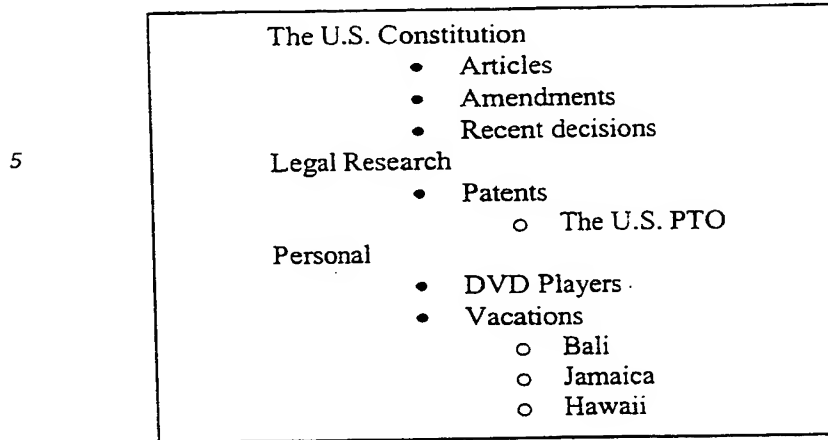 The U.S. Constitution
• Articles
• Amendments
• Recent decisions
5
Legal Research
• Patents
o The U.S. PTO
Personal
• DVD Players
• Vacations
o Bali
o Jamaica
o Hawaii